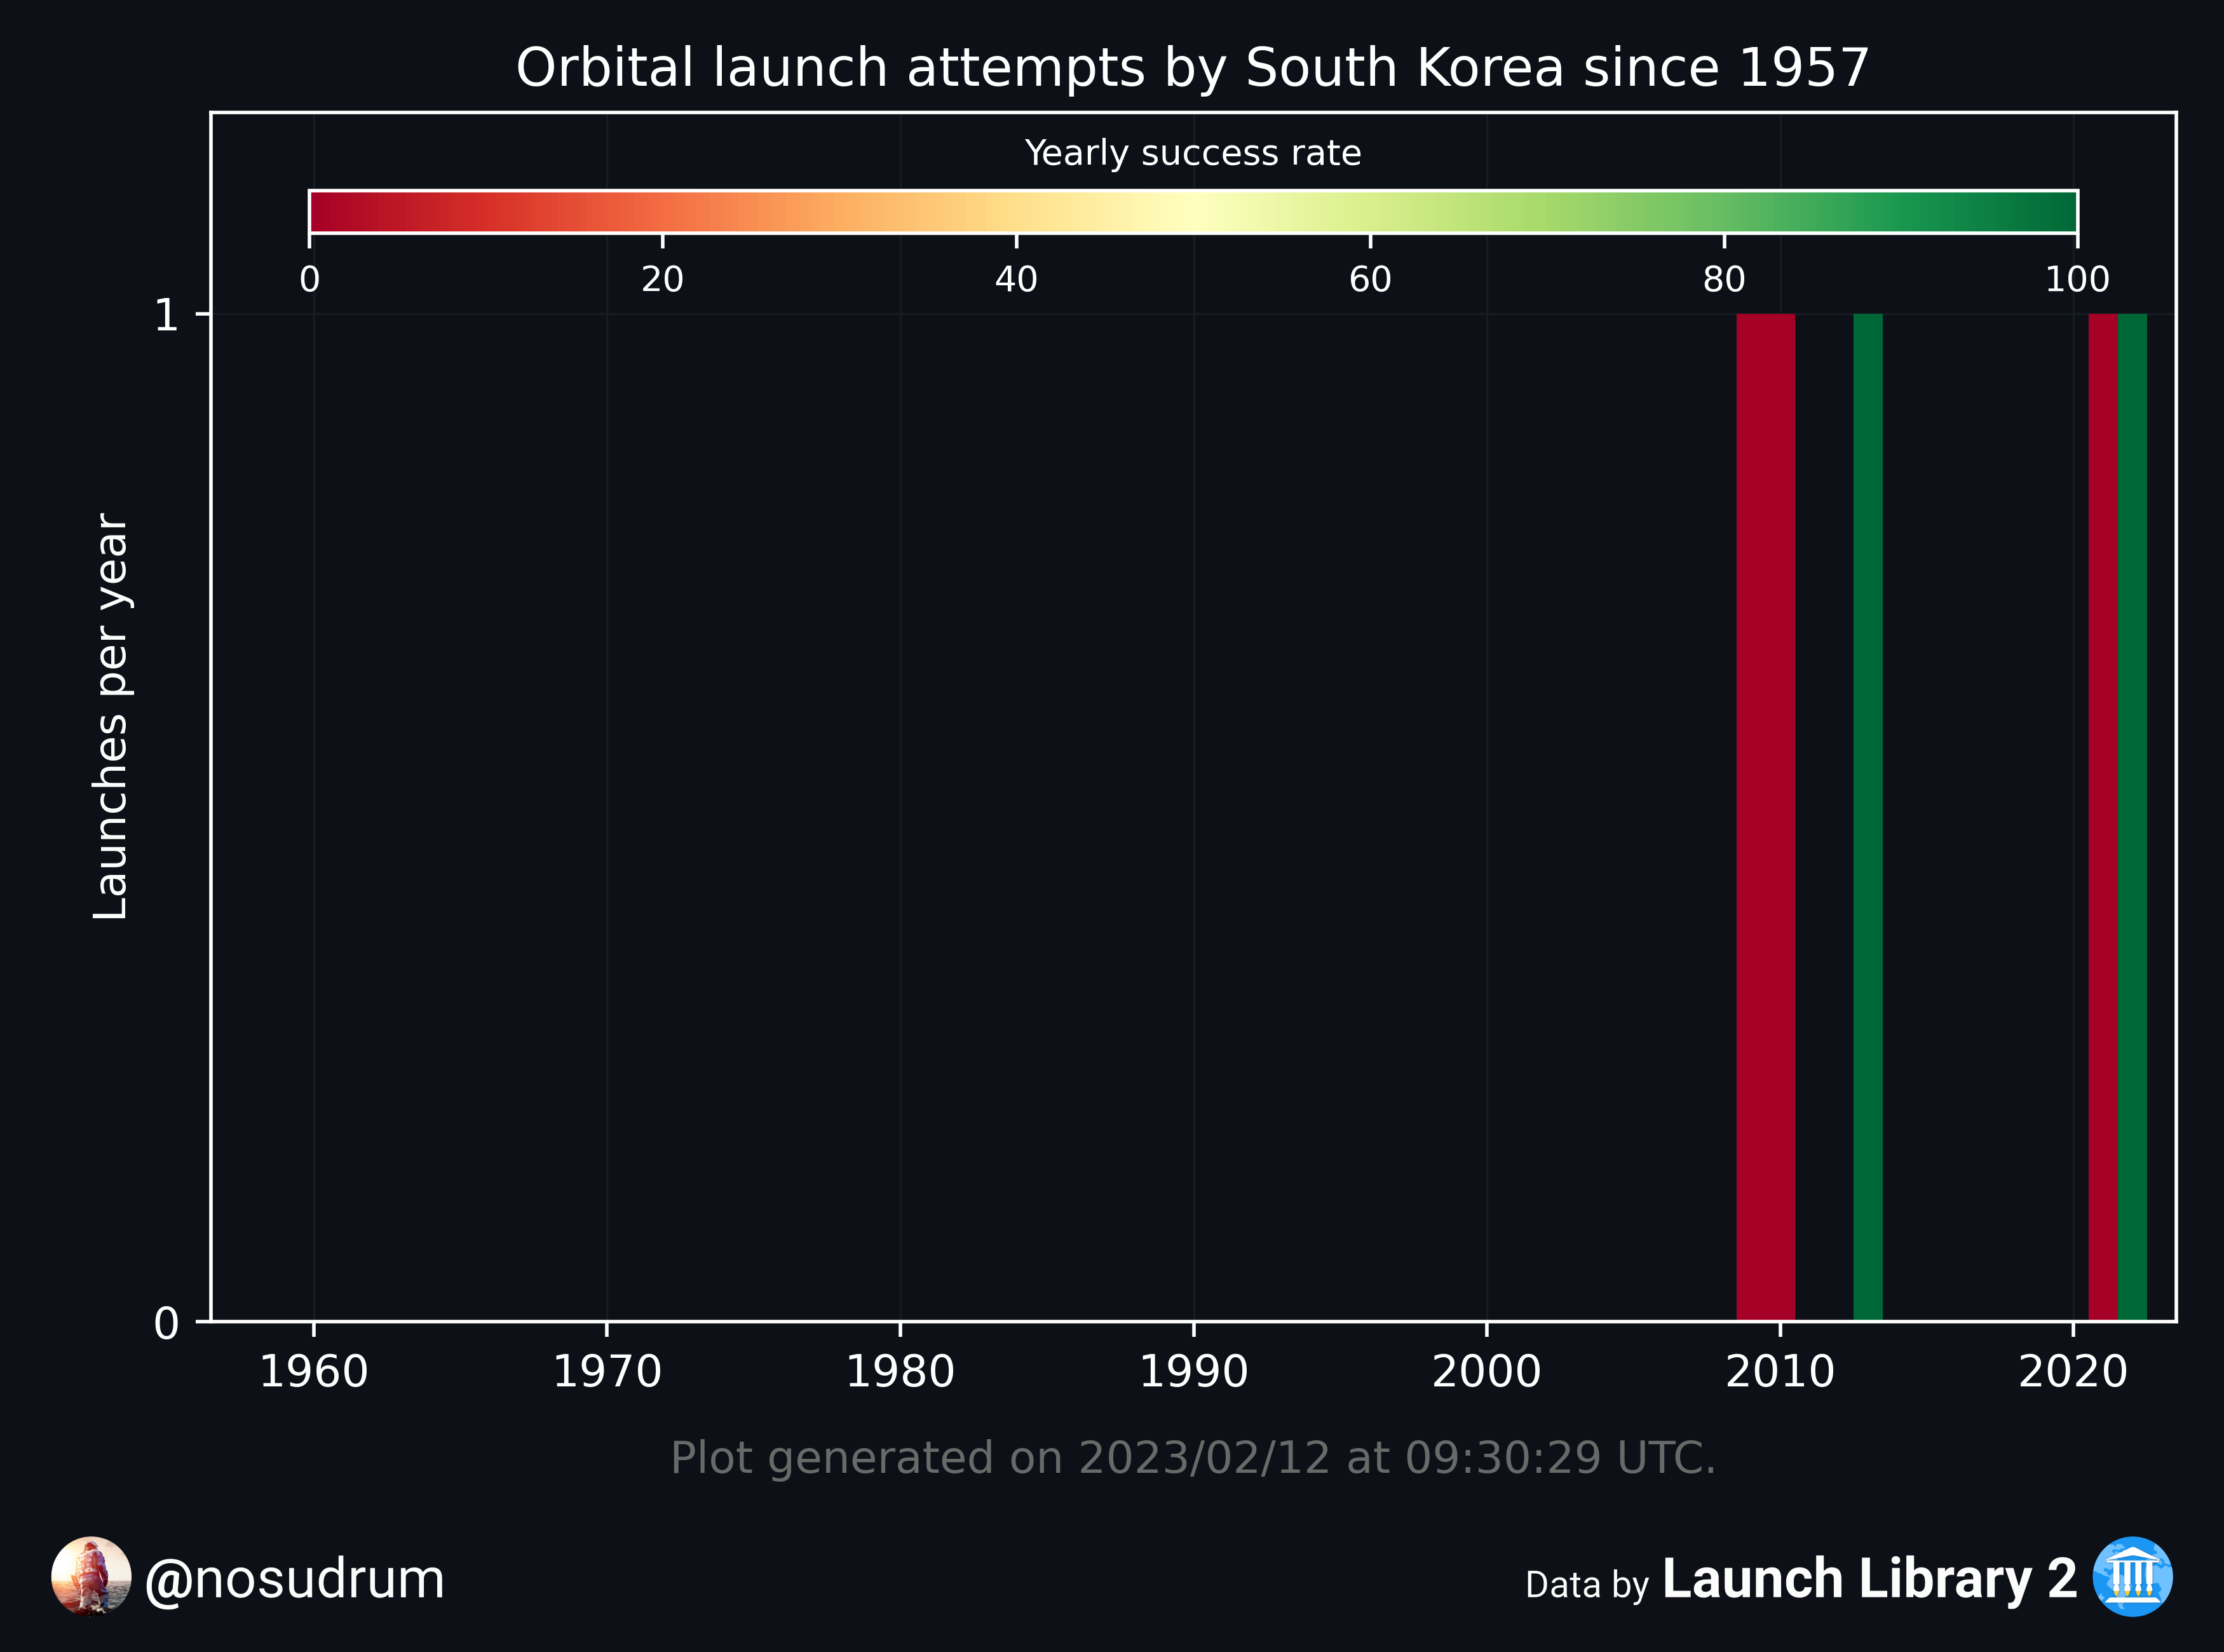 Orbital launch attempts by South Korea since 1957
Yearly success rate
0 20 40 60 80 100
1
Launches per year
0
1960 1970 1980 1990 2000 2010 2020
Plot generated on 2023/02/12 at 09:30:29 UTC.
@nosudrum
Data by Launch Library 2